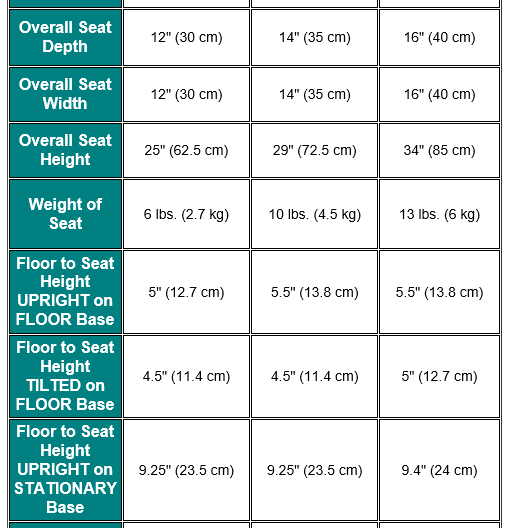 Overall Seat
Depth
12" (30 cm)
14" (35 cm)
16" (40 cm)
Overall Seat
Width
12" (30 cm)
14" (35 cm)
16" (40 cm)
Overall Seat
Height
25" (62.5 cm)
29" (72.5 cm)
34" (85 cm)
Weight of
Seat
6 lbs. (2.7 kg)
10 lbs. (4.5 kg)
13 lbs. (6 kg)
Floor to Seat
Height
UPRIGHT on
FLOOR Base
5" (12.7 cm)
5.5" (13.8 cm)
5.5" (13.8 cm)
Floor to Seat
Height
TILTED on
FLOOR Base
4.5" (11.4 cm)
4.5" (11.4 cm)
5" (12.7 cm)
Floor to Seat
Height
UPRIGHT on
STATIONARY
Base
9.25" (23.5 cm)
9.25" (23.5 cm)
9.4" (24 cm)